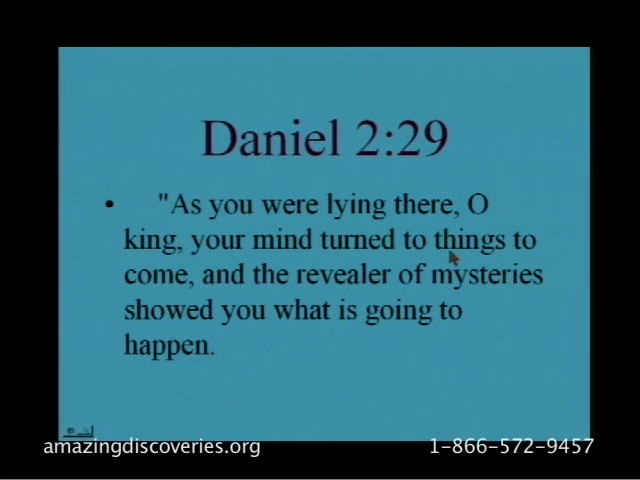 Daniel 2:29
• "As you were lying there, O
king, your mind turned to things to
come, and the revealer of mysteries
showed you what is going to
happen.
amazingdiscoveries.org
1-866-572-9457